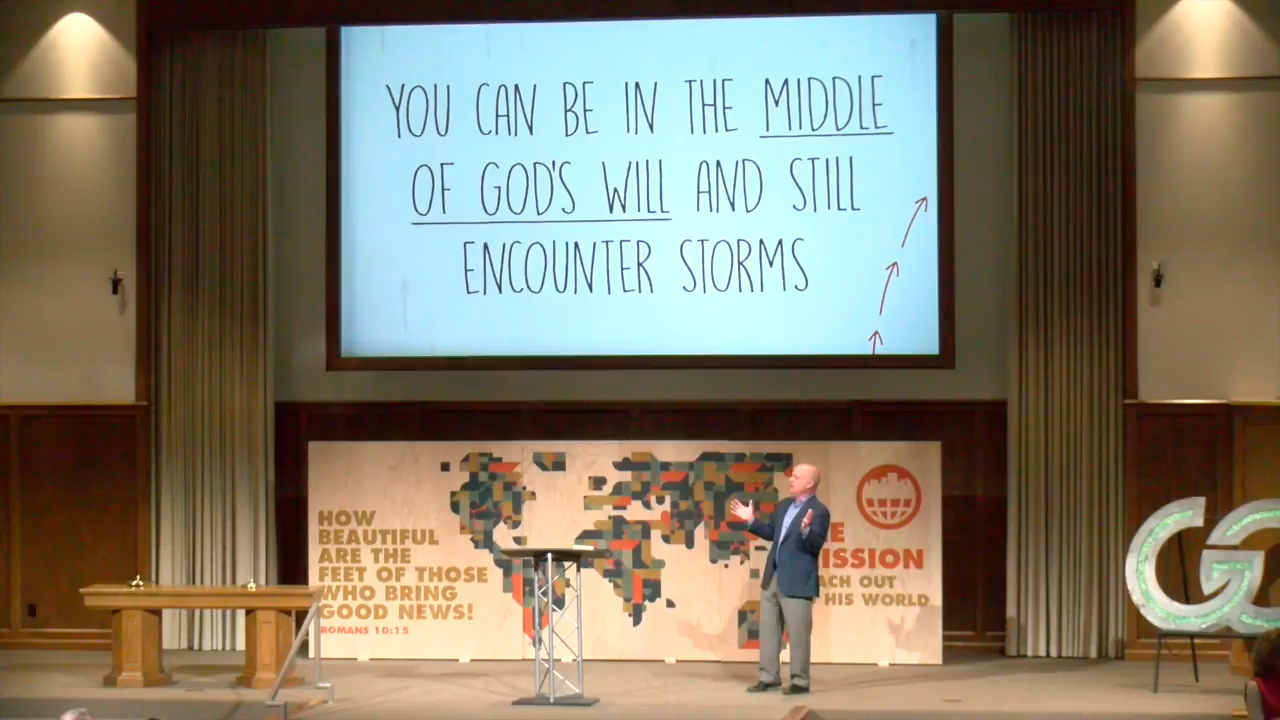 YOU CAN BE IN THE MIDDLE
OF GOD'S WILL AND STILL
ENCOUNTER STORMS
HOW
BEAUTIFUL
ARE THE
FEET OF THOSE
WHO BRING
GOOD NEWS!
ROMANS 10:15
OUT
HIS WORLD